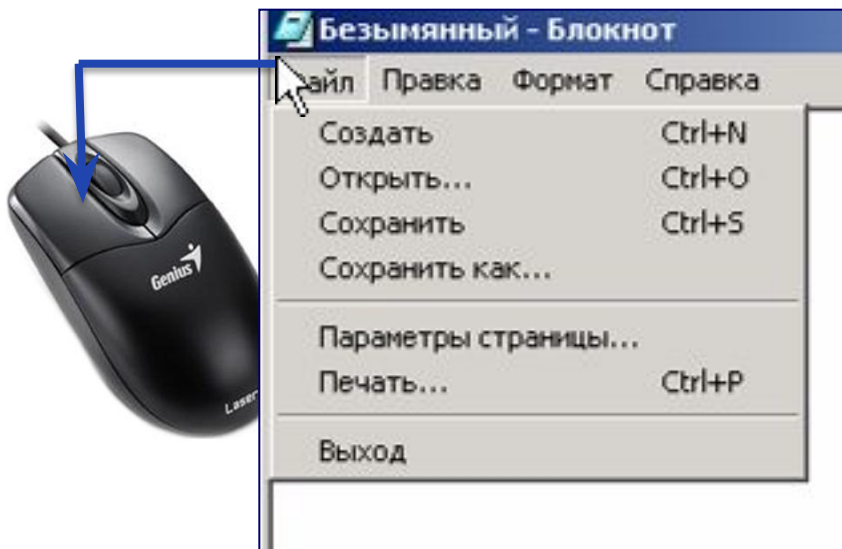 Безымянный - Блокнот
айл Правка Формат Справка
Создать Ctrl+N
Открыть... Ctrl+O
Сохранить Ctrl+S
Сохранить как...
Параметры страницы...
Печать... Ctrl+P
Выход
Genius
Laser